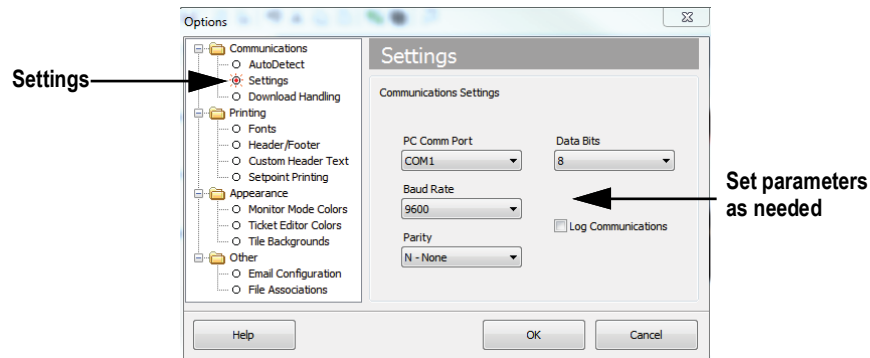 Options
Communications
AutoDetect
Settings
Download Handling
Printing
Fonts
Header/Footer
Custom Header Text
Setpoint Printing
Appearance
Monitor Mode Colors
Ticket Editor Colors
Tile Backgrounds
Other
Email Configuration
File Associations
Settings
Settings
Communications Settings
PC Comm Port
COM1
Data Bits
8
Baud Rate
9600
Log Communications
Parity
N - None
Set parameters
as needed
Help
OK
Cancel